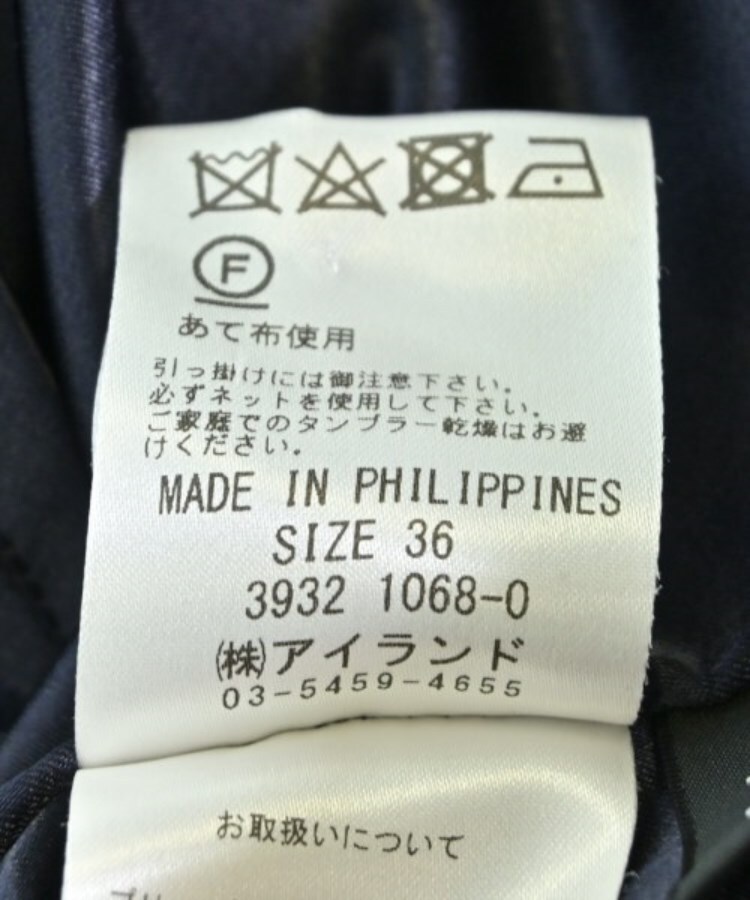 F
あて布使用
引っ掛けには御注意下さい。
必ずネットを使用して下さい。
ご家庭でのタンブラー乾燥はお避
けください。
MADE IN PHILIPPINES
SIZE 36
3932 1068-0
㈱アイランド
03-5459-4655
お取扱いについて